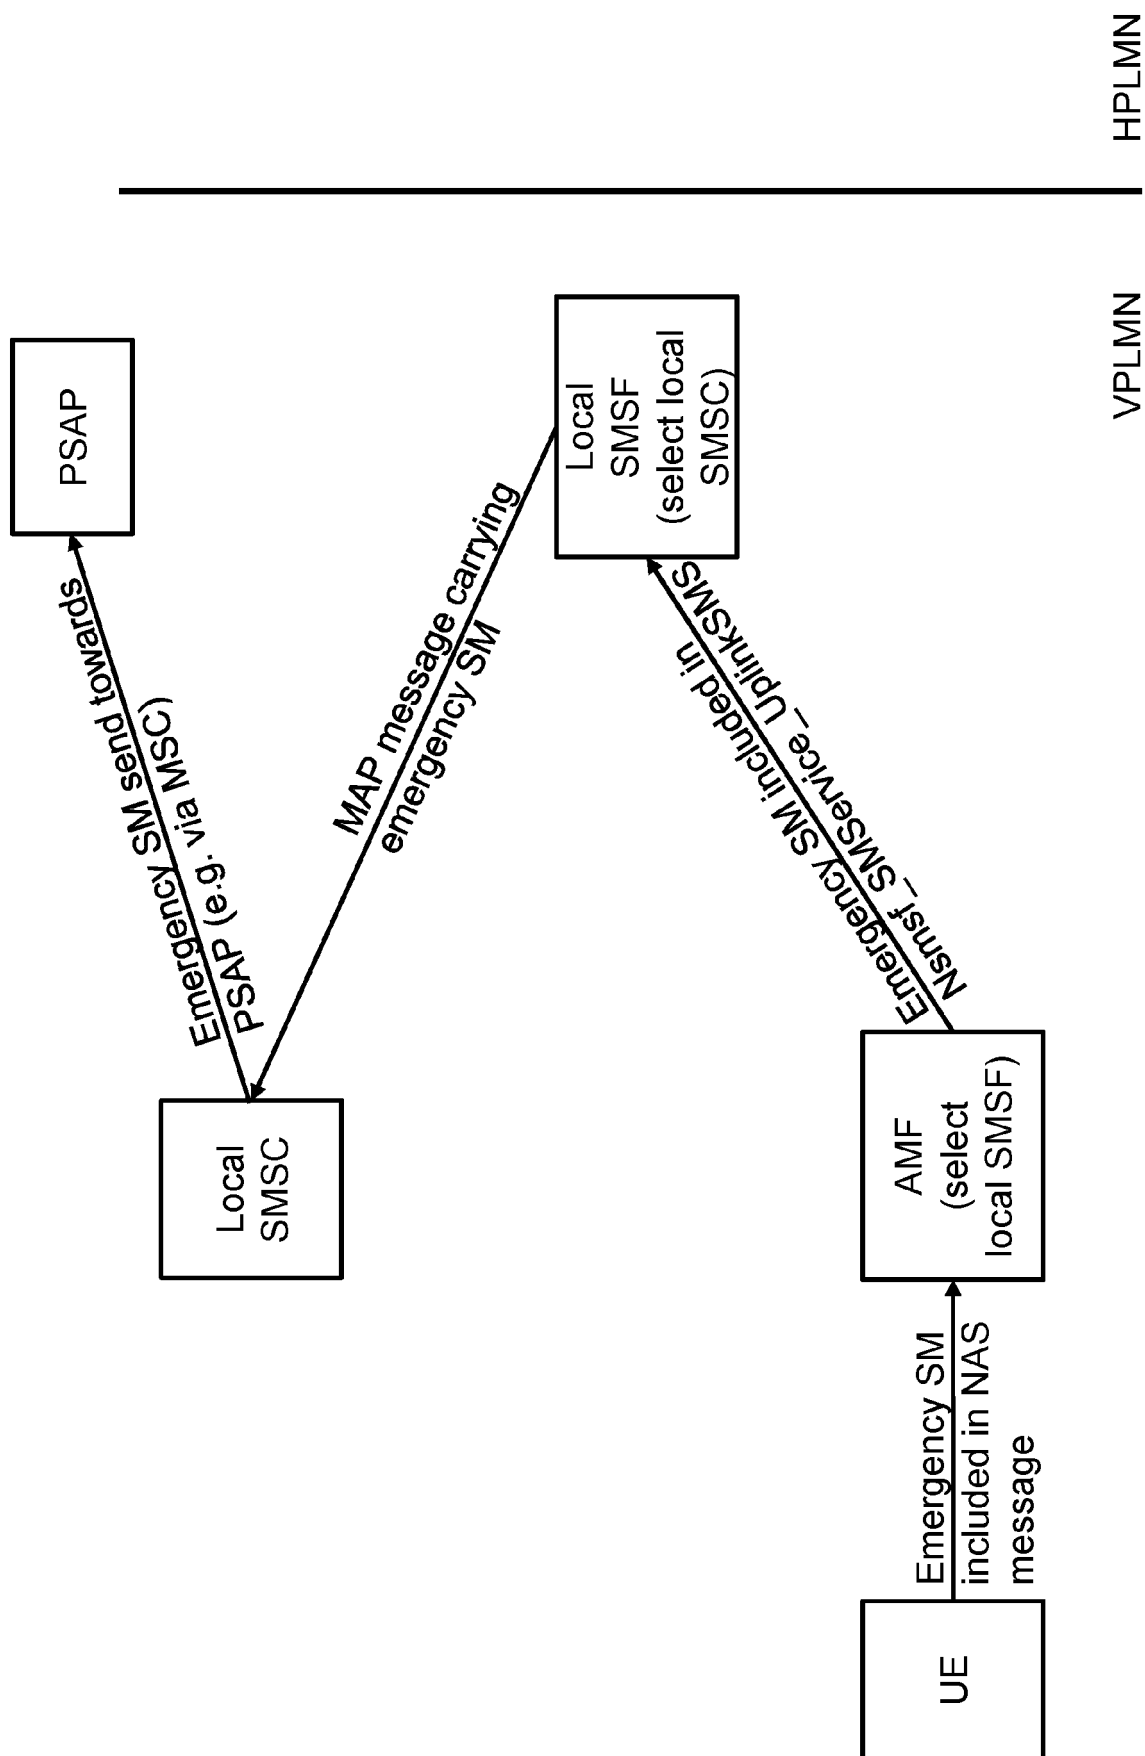 PSAP
Emergency SM send towards
PSAP (e.g. via MSC)
Local
SMSC
MAP message carrying
emergency SM
Local
SMSF
(select local
SMSC)
Emergency SM included in
Nsmsf_SMService_UplinkSMS
AMF
(select
local SMSF)
Emergency SM
included in NAS
message
UE
VPLMN
HPLMN